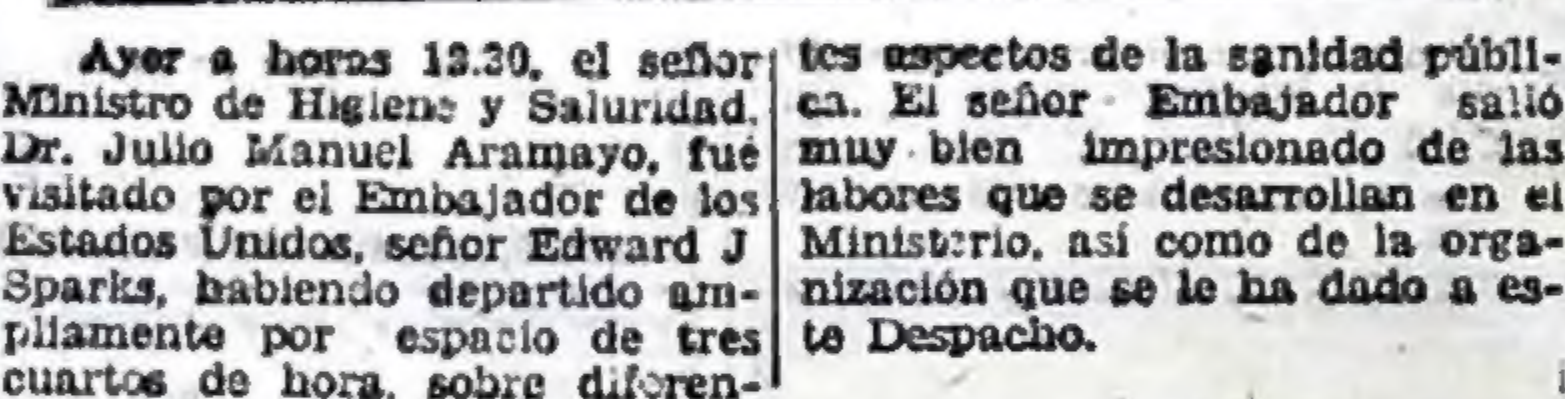 Ayer a horas 12.30, el señor
Ministro de Higiene y Saluridad,
Dr. Julio Manuel Aramayo, fué
visitado por el Embajador de los
Estados Unidos, señor Edward J
Sparks, habiendo departido am-
pliamente por espacio de tres
cuartos de hora, sobre diferen-
tes aspectos de la sanidad públi-
ca. El señor Embajador salió
muy bien impresionado de las
labores que se desarrollan en el
Ministerio, así como de la orga-
nización que se le ha dado a es-
te Despacho.